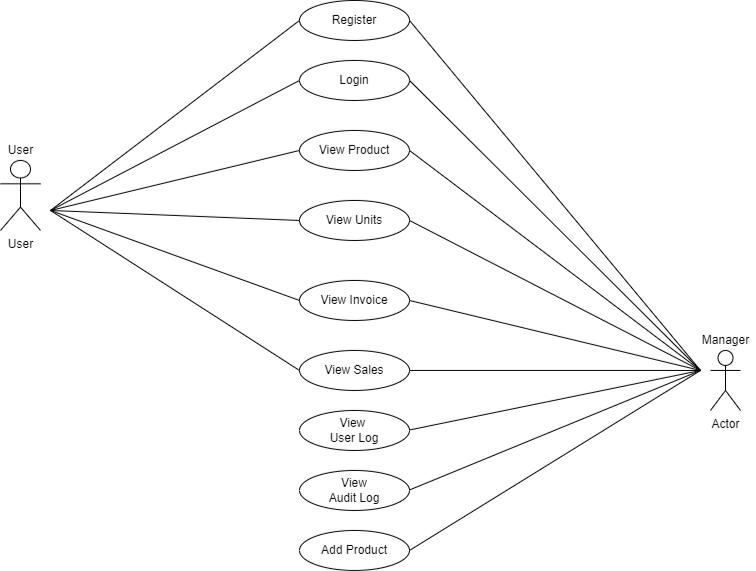 Register
Login
User
View Product
View Units
User
View Invoice
Manager
View Sales
Actor
View
User Log
View
Audit Log
Add Product